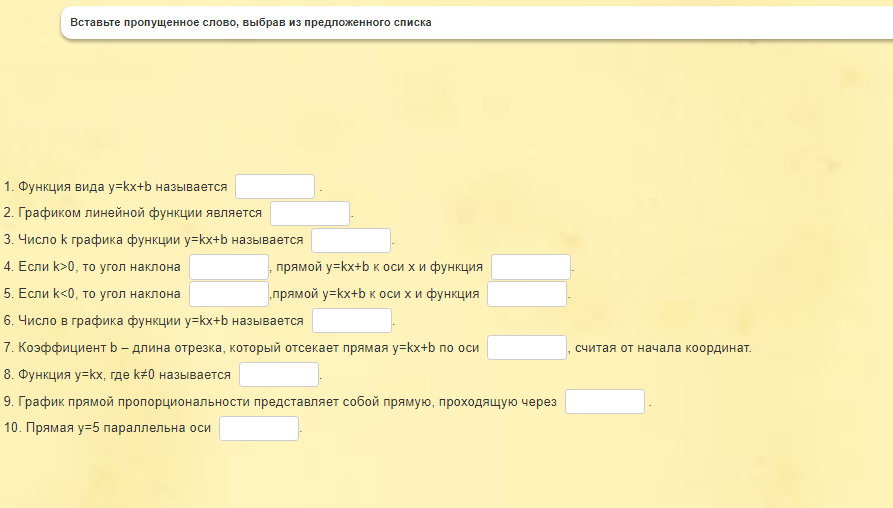 Вставьте пропущенное слово, выбрав из предложенного списка
1. Функция вида y=kx+b называется .
2. Графиком линейной функции является .
3. Число k графика функции y=kx+b называется .
4. Если k>0, то угол наклона , прямой y=kx+b к оси x и функция .
5. Если k<0, то угол наклона ,прямой y=kx+b к оси x и функция .
6. Число в графика функции y=kx+b называется .
7. Коэффициент b – длина отрезка, который отсекает прямая y=kx+b по оси , считая от начала координат.
8. Функция y=kx, где k≠0 называется .
9. График прямой пропорциональности представляет собой прямую, проходящую через .
10. Прямая y=5 параллельна оси .